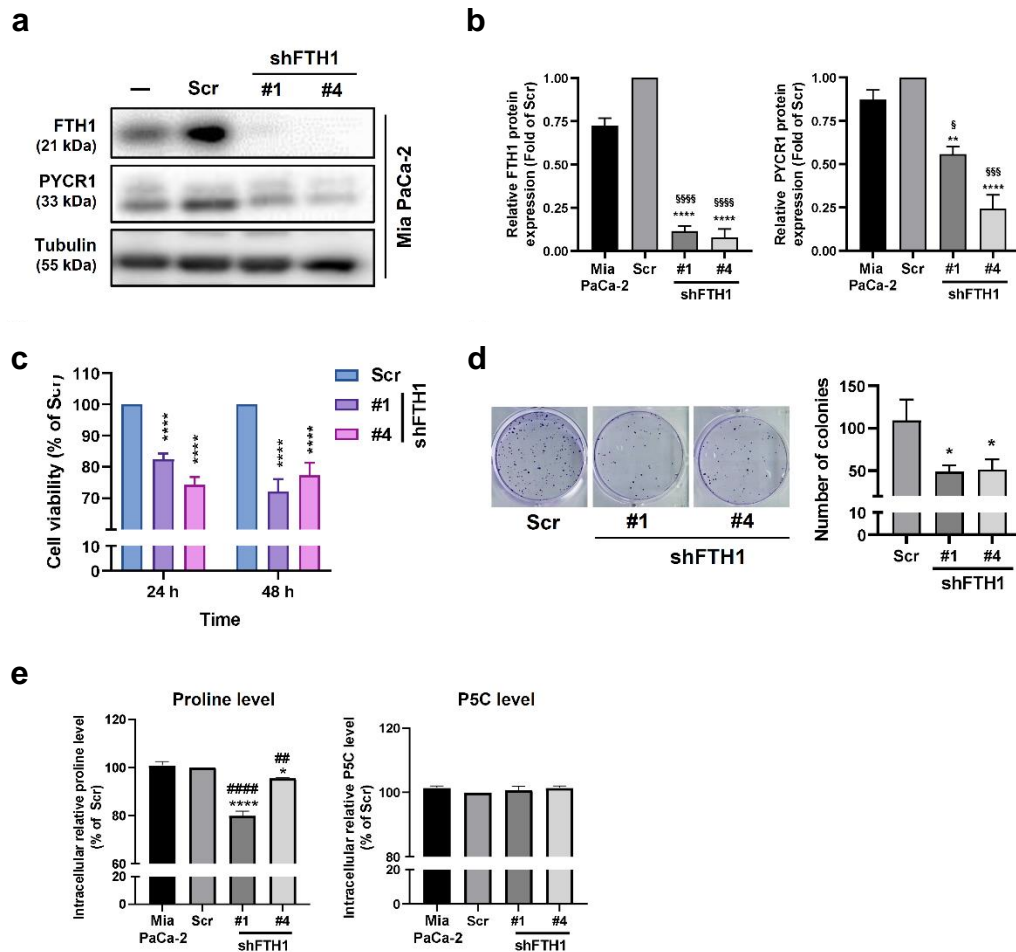 a
shFTH1
— Scr #1 #4
FTH1
(21 kDa)
PYCR1
(33 kDa)
Tubulin
(55 kDa)
Mia PaCa-2
b
Relative FTH1 protein
expression (Fold of Scr)
1.00
0.75
0.50
0.25
0.00
§§§§
****
§§§§
****
Mia
PaCa-2
Scr
#1 #4
shFTH1
Relative PYCR1 protein
expression (Fold of Scr)
1.00
0.75
0.50
0.25
0.00
§
**
§§§
****
Mia
PaCa-2
Scr
#1 #4
shFTH1
c
Cell viability (% of Scr)
110
100
90
80
70
10
0
****
****
****
****
24 h 48 h
Time
Scr
#1
#4
shFTH1
d
Scr #1 #4
shFTH1
Number of colonies
150
100
50
10
0
*
*
Scr #1 #4
shFTH1
e
Proline level
Intracellular relative proline level
(% of Scr)
120
100
80
60
20
0
####
****
##
*
Mia
PaCa-2
Scr #1 #4
shFTH1
P5C level
Intracellular relative P5C level
(% of Scr)
120
100
80
20
0
Mia
PaCa-2
Scr #1 #4
shFTH1